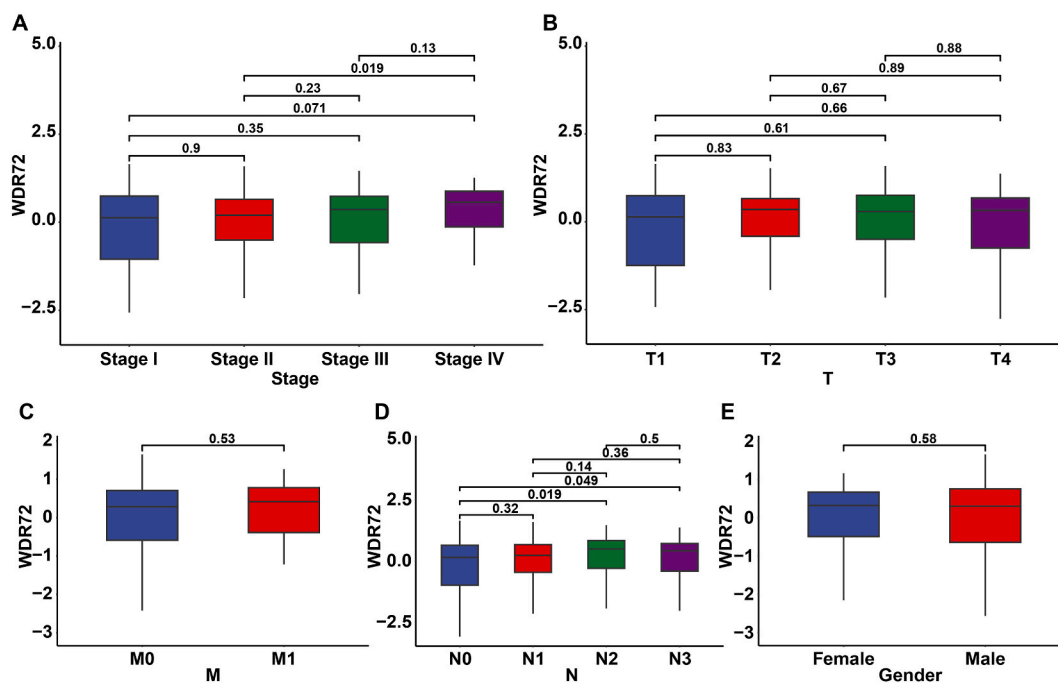 A
WDR72
5.0
2.5
0.0
−2.5
0.13
0.019
0.23
0.071
0.35
0.9
Stage I Stage II Stage III Stage IV
Stage
B
WDR72
5.0
2.5
0.0
−2.5
0.88
0.89
0.67
0.66
0.61
0.83
T1 T2 T3 T4
T
C
WDR72
2
1
0
−1
−2
−3
0.53
M0 M1
M
D
WDR72
5.0
2.5
0.0
−2.5
0.5
0.36
0.14
0.049
0.019
0.32
N0 N1 N2 N3
N
E
WDR72
2
1
0
−1
−2
−3
0.58
Female Male
Gender